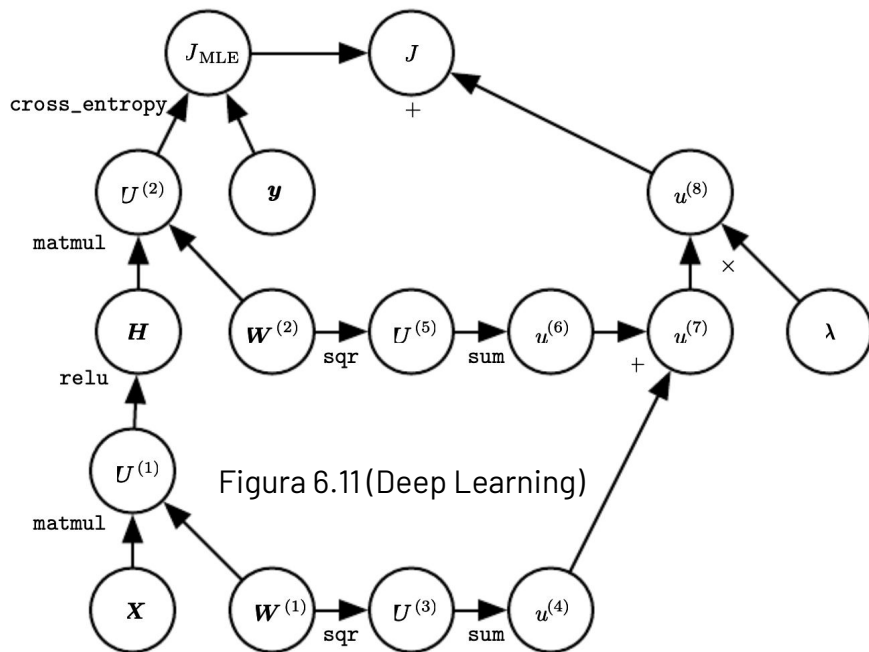 J_MLE J
+
cross_entropy
U^(2) y u^(8)
matmul
×
H W^(2) U^(5) u^(6) u^(7) λ
sqr sum +
relu
U^(1)
Figura 6.11 (Deep Learning)
matmul
X W^(1) U^(3) u^(4)
sqr sum